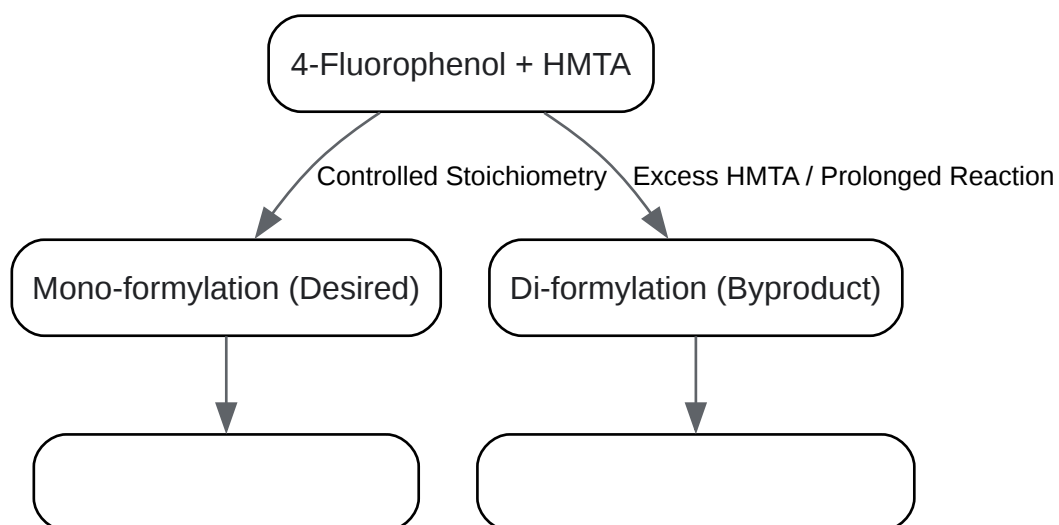 4-Fluorophenol + HMTA
Controlled Stoichiometry
Excess HMTA / Prolonged Reaction
Mono-formylation (Desired)
Di-formylation (Byproduct)